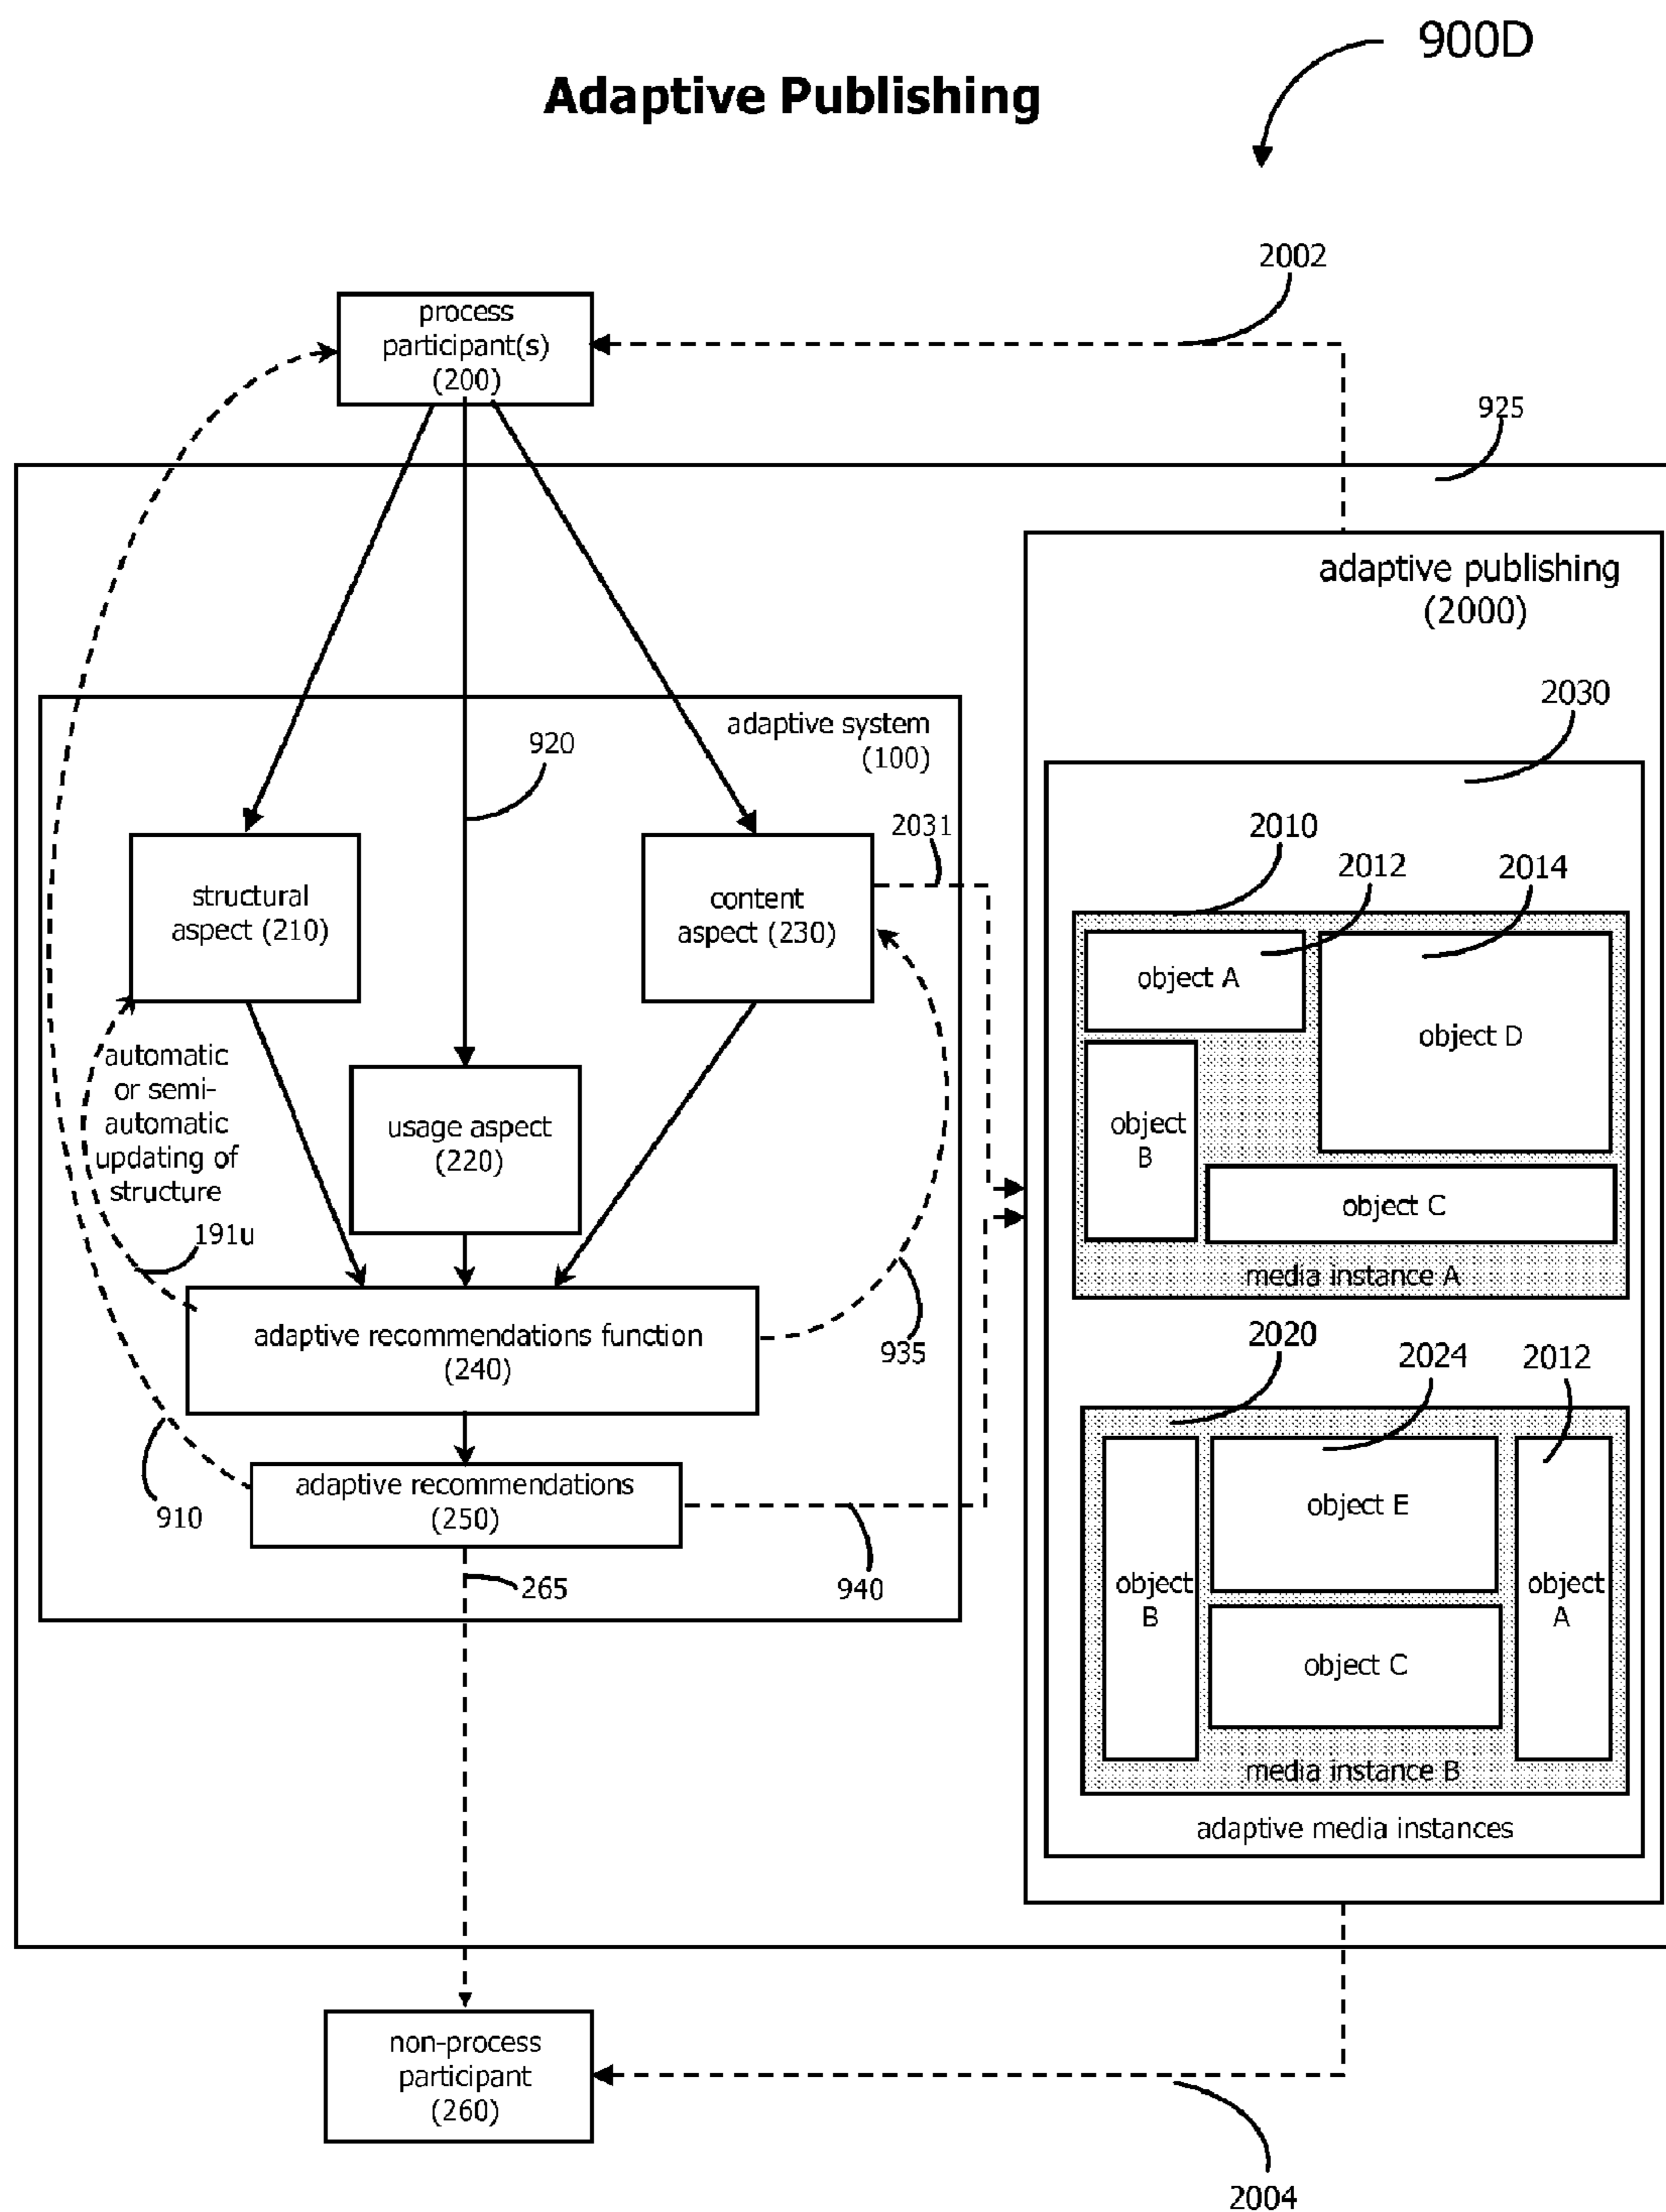 900D
Adaptive Publishing
2002
process
participant(s)
(200)
925
adaptive publishing
(2000)
2030
adaptive system
(100)
920
2031
2010
2012
2014
structural
aspect (210)
content
aspect (230)
object A
object D
automatic
or semi-
automatic
updating of
structure
usage aspect
(220)
object
B
object C
media instance A
191u
adaptive recommendations function
(240)
935
2020
2024
2012
adaptive recommendations
(250)
910
265
940
object E
object
B
object
A
object C
media instance B
adaptive media instances
non-process
participant
(260)
2004